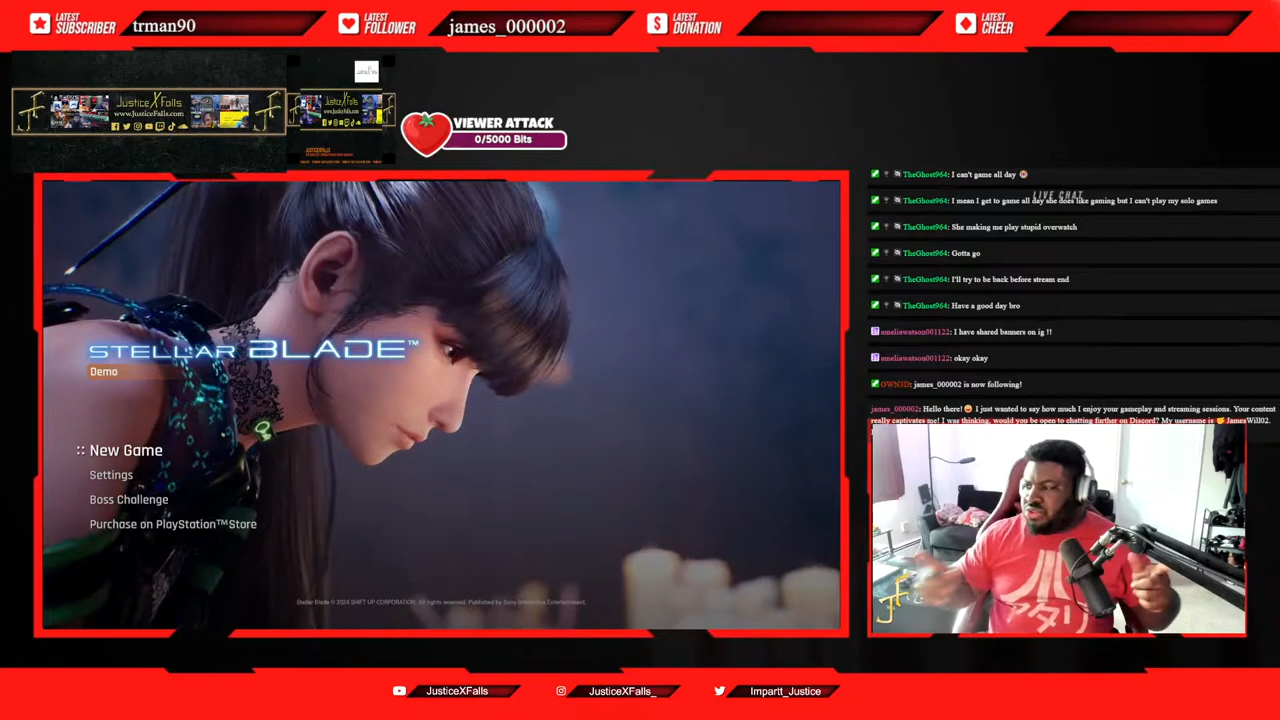 LATEST
SUBSCRIBER
trman90
LATEST
FOLLOWER
james_000002
LATEST
DONATION
LATEST
CHEER
JusticeXFalls
www.JusticeXFalls.com
VIEWER ATTACK
0/5000 Bits
LIVE CHAT
TheGhost964: I can't game all day
TheGhost964: I mean I get to game all day she does like gaming but I can't play my solo games
TheGhost964: She making me play stupid overwatch
TheGhost964: Gotta go
TheGhost964: I'll try to be back before stream end
TheGhost964: Have a good day bro
ameliawatson001122: I have shared banners on ig !!
ameliawatson001122: okay okay
OWN3D: james_000002 is now following!
james_000002: Hello there! I just wanted to say how much I enjoy your gameplay and streaming sessions. Your content
really captivates me! I was thinking, would you be open to chatting further on Discord? My username is JamesWill02.
STELLAR BLADE™
Demo
:: New Game
Settings
Boss Challenge
Purchase on PlayStation™Store
Stellar Blade © 2024 SHIFT UP CORPORATION. All rights reserved. Published by Sony Interactive Entertainment.
JF
アタリ
JusticeXFalls
JusticeXFalls_
Impartt_Justice